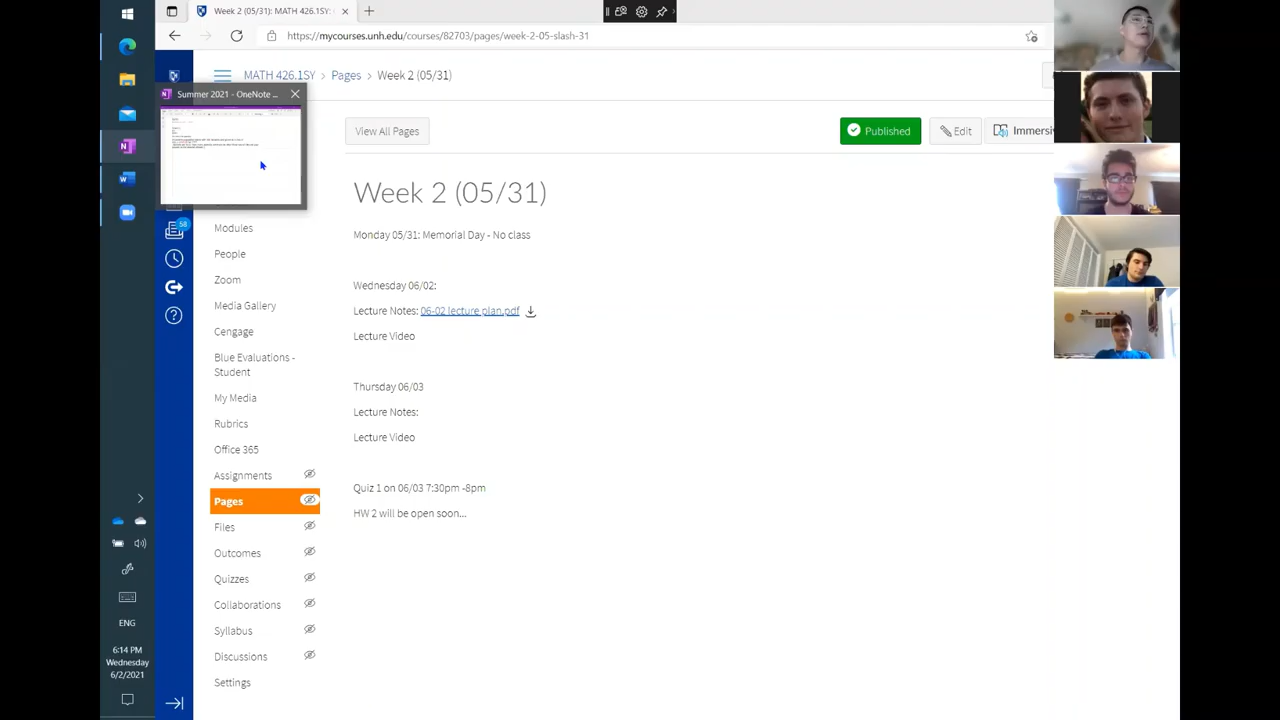 Week 2 (05/31): MATH 426.1SY:
https://mycourses.unh.edu/courses/82703/pages/week-2-05-slash-31
MATH 426.1SY > Pages > Week 2 (05/31)
Summer 2021 - OneNote ...
View All Pages
Published
Edit
Immersi
Week 2 (05/31)
Monday 05/31: Memorial Day - No class
Wednesday 06/02:
Lecture Notes: 06-02 lecture plan.pdf
Lecture Video
Thursday 06/03
Lecture Notes:
Lecture Video
Quiz 1 on 06/03 7:30pm -8pm
HW 2 will be open soon...
58
Modules
People
Zoom
Media Gallery
Cengage
Blue Evaluations -
Student
My Media
Rubrics
Office 365
Assignments
Pages
Files
Outcomes
Quizzes
Collaborations
Syllabus
Discussions
Settings
ENG
6:14 PM
Wednesday
6/2/2021